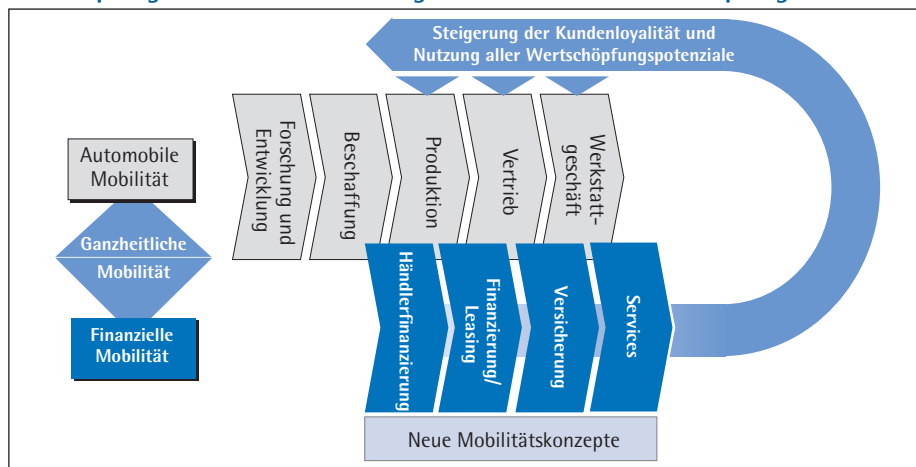 Steigerung der Kundenloyalität und
Nutzung aller Wertschöpfungspotenziale
Automobile
Mobilität
Ganzheitliche
Mobilität
Finanzielle
Mobilität
Forschung und
Entwicklung
Beschaffung
Produktion
Vertrieb
Werkstatt-
geschäft
Händlerfinanzierung
Finanzierung/
Leasing
Versicherung
Services
Neue Mobilitätskonzepte